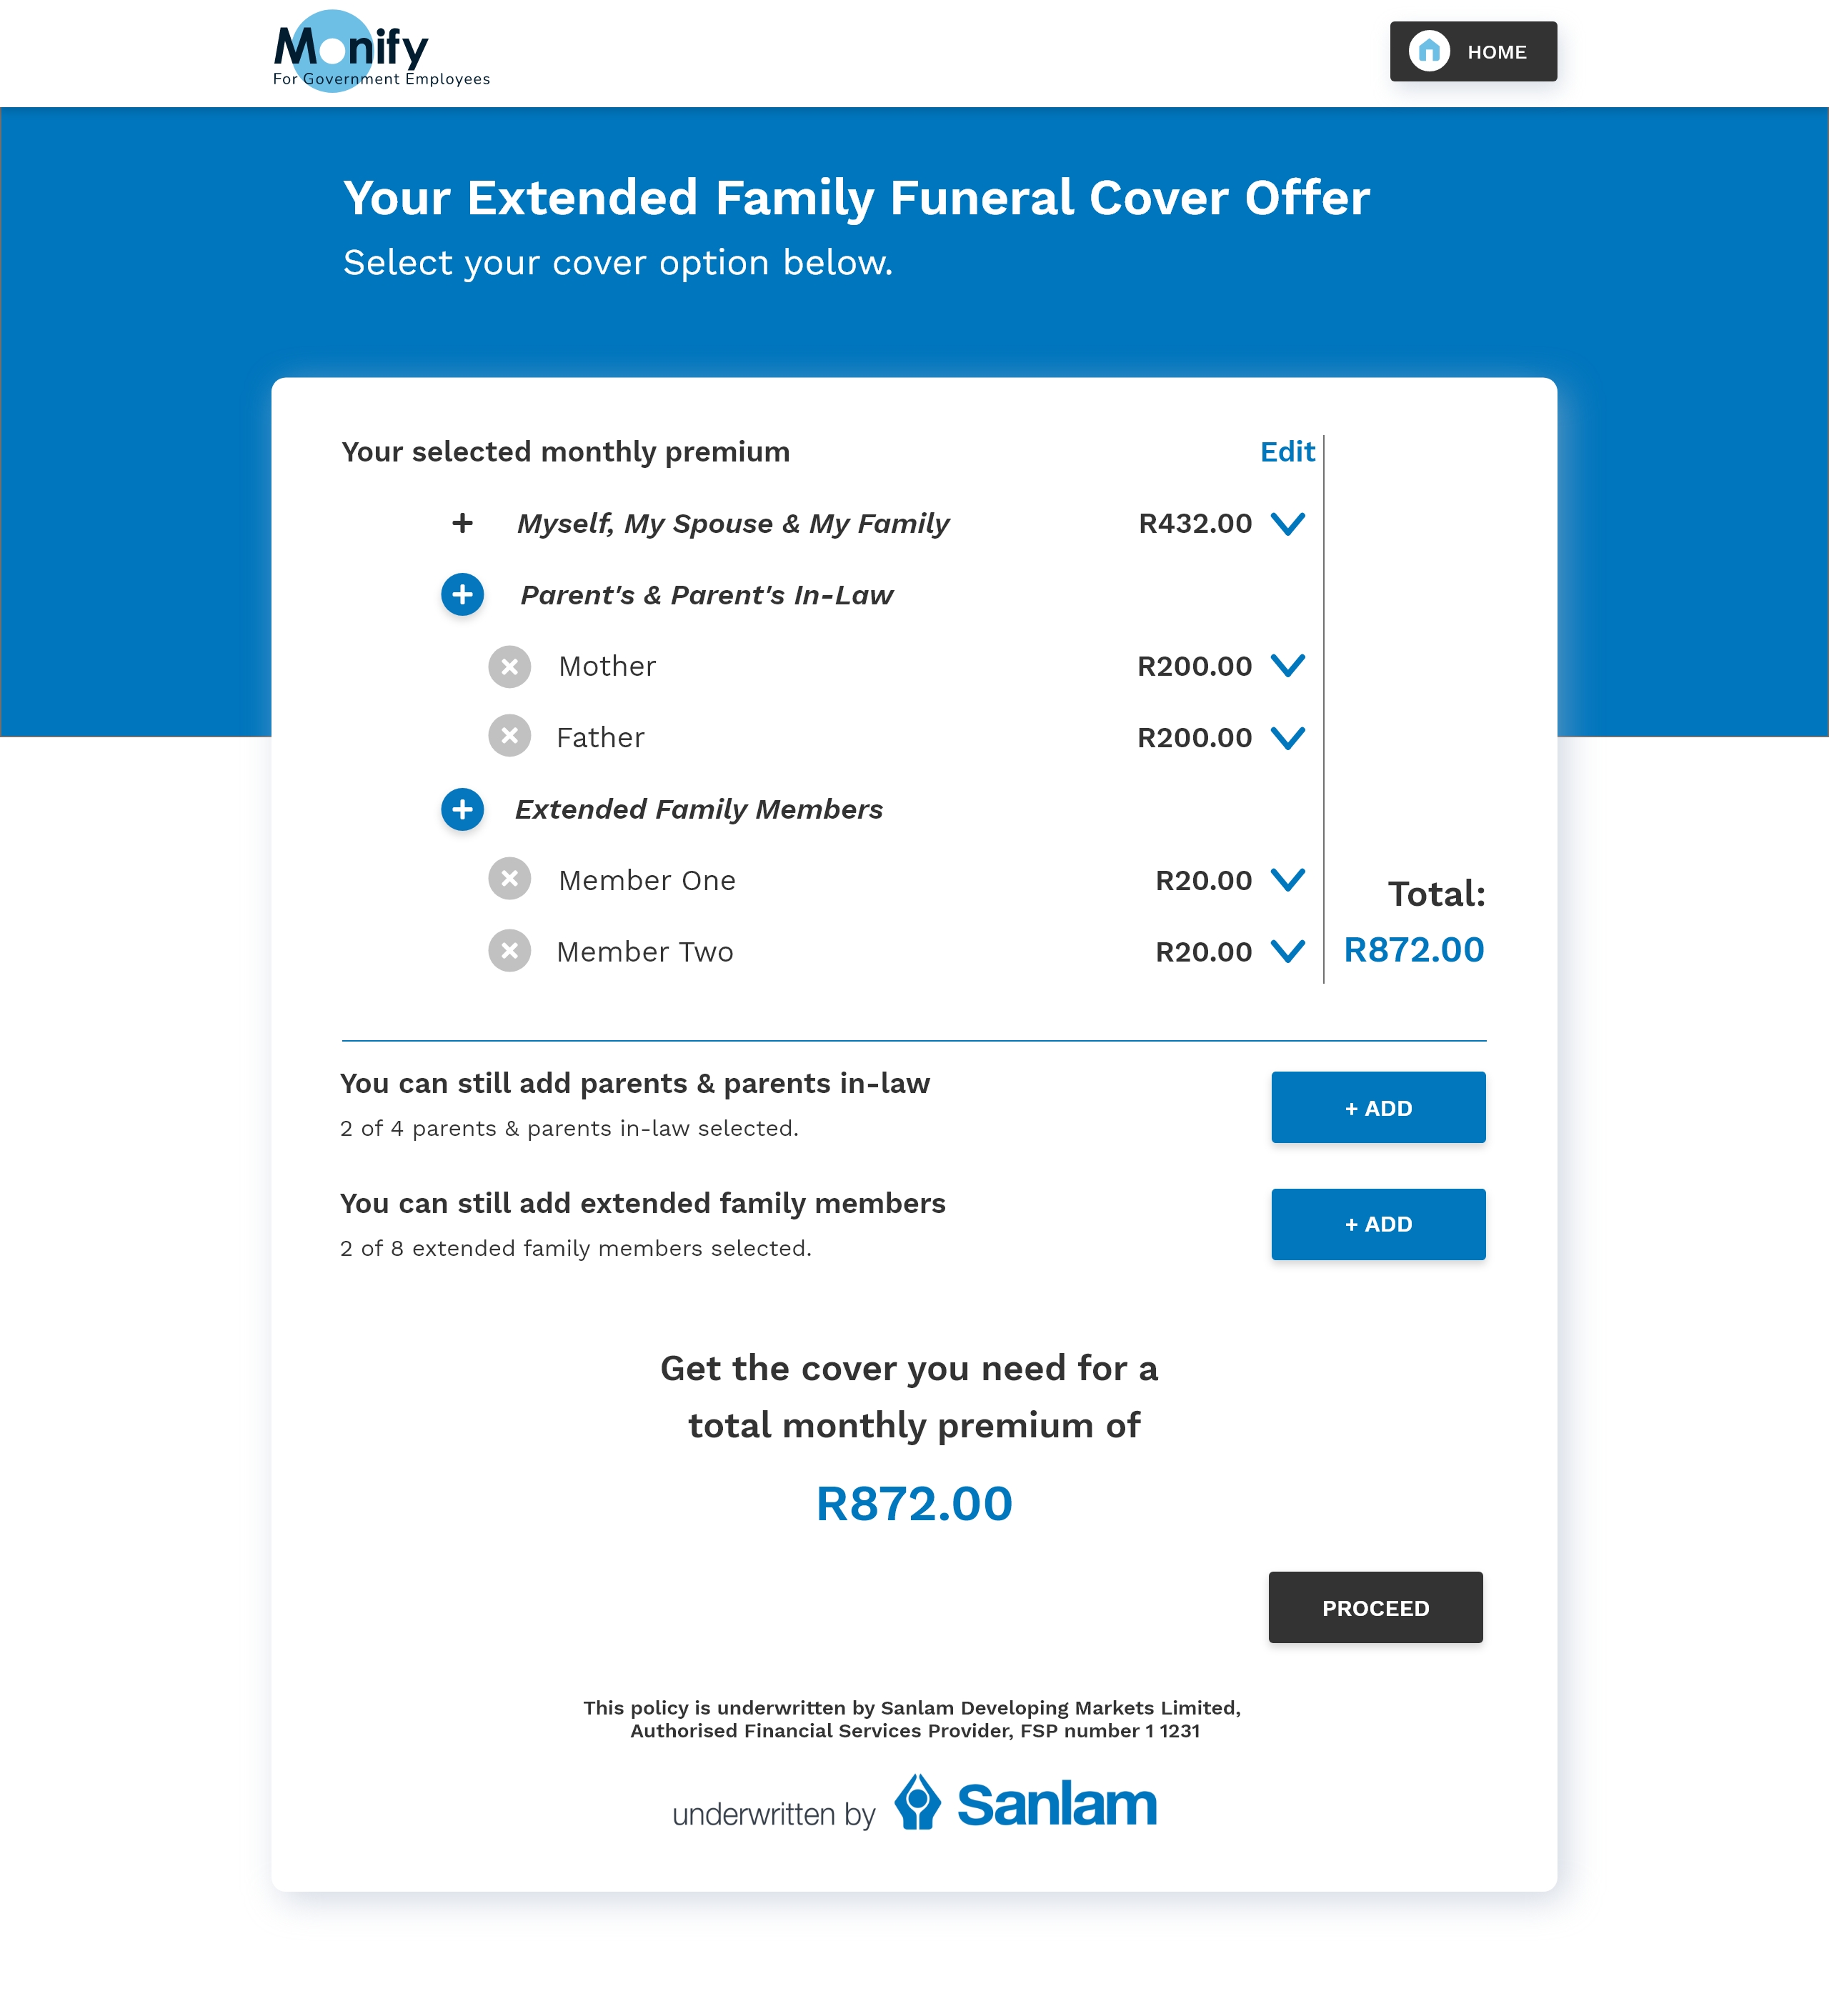 Monify
For Government Employees
HOME
Your Extended Family Funeral Cover Offer
Select your cover option below.
Your selected monthly premium
Edit
+ Myself, My Spouse & My Family R432.00
+ Parent's & Parent's In-Law
Mother R200.00
Father R200.00
+ Extended Family Members
Member One R20.00
Member Two R20.00
Total:
R872.00
You can still add parents & parents in-law
2 of 4 parents & parents in-law selected.
+ ADD
You can still add extended family members
2 of 8 extended family members selected.
+ ADD
Get the cover you need for a
total monthly premium of
R872.00
PROCEED
This policy is underwritten by Sanlam Developing Markets Limited,
Authorised Financial Services Provider, FSP number 1 1231
underwritten by Sanlam